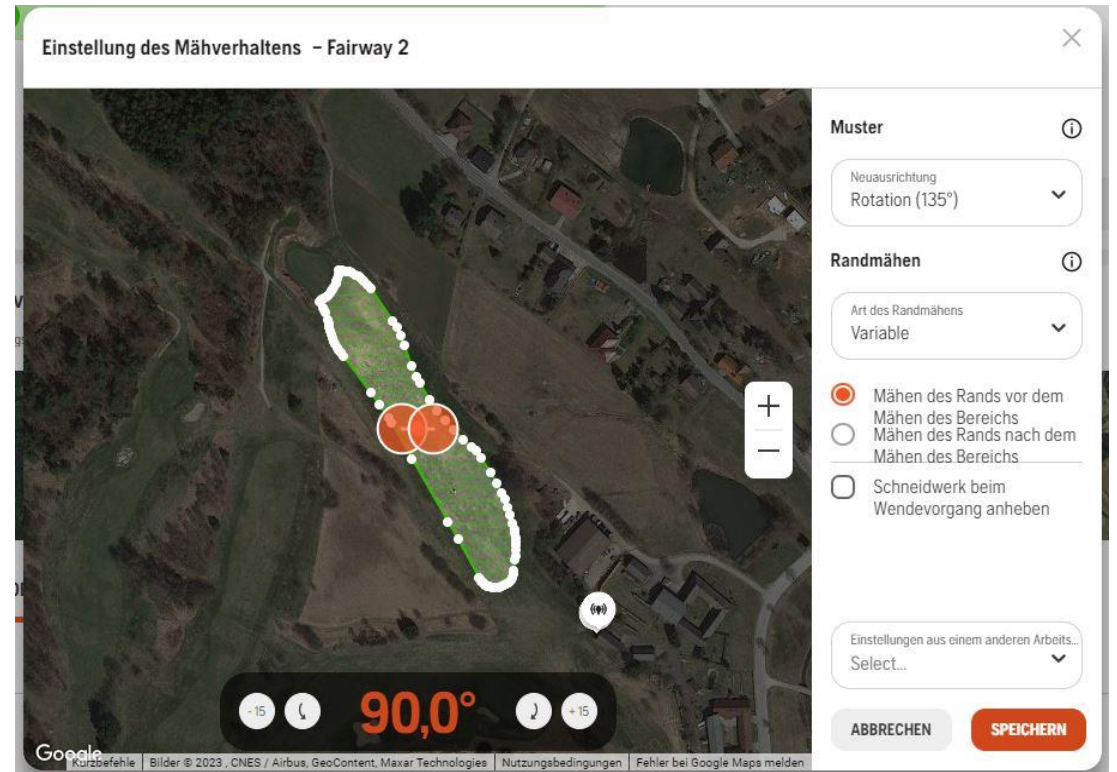 Einstellung des Mähverhaltens – Fairway 2
Muster
Neuausrichtung
Rotation (135°)
Randmähen
Art des Randmähens
Variable
Mähen des Rands vor dem
Mähen des Bereichs
Mähen des Rands nach dem
Mähen des Bereichs
Schneidwerk beim
Wendevorgang anheben
Einstellungen aus einem anderen Arbeits...
Select...
ABBRECHEN
SPEICHERN
- 15
90,0°
+ 15
Google
Kurzbefehle
Bilder © 2023 , CNES / Airbus, GeoContent, Maxar Technologies
Nutzungsbedingungen
Fehler bei Google Maps melden